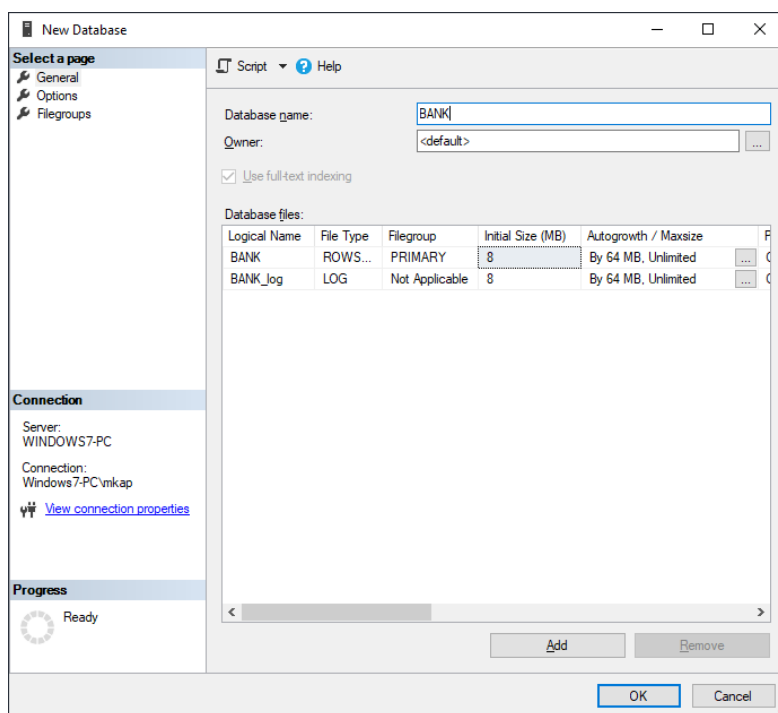 New Database
Select a page
General
Options
Filegroups
Script Help
Database name: BANK
Owner: <default> ...
Use full-text indexing
Database files:
Logical Name File Type Filegroup Initial Size (MB) Autogrowth / Maxsize
BANK ROWS... PRIMARY 8 By 64 MB, Unlimited ...
BANK_log LOG Not Applicable 8 By 64 MB, Unlimited ...
Connection
Server:
WINDOWS7-PC
Connection:
Windows7-PC\mkap
View connection properties
Progress
Ready
Add Remove
OK Cancel